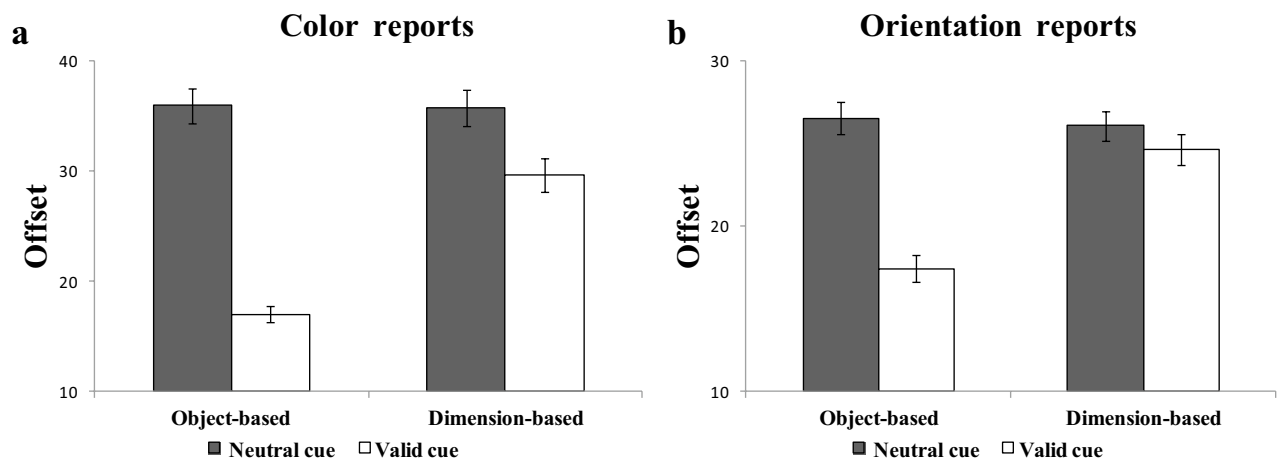 a
Color reports
Offset
40
30
20
10
Object-based
Dimension-based
Neutral cue
Valid cue
b
Orientation reports
Offset
30
20
10
Object-based
Dimension-based
Neutral cue
Valid cue